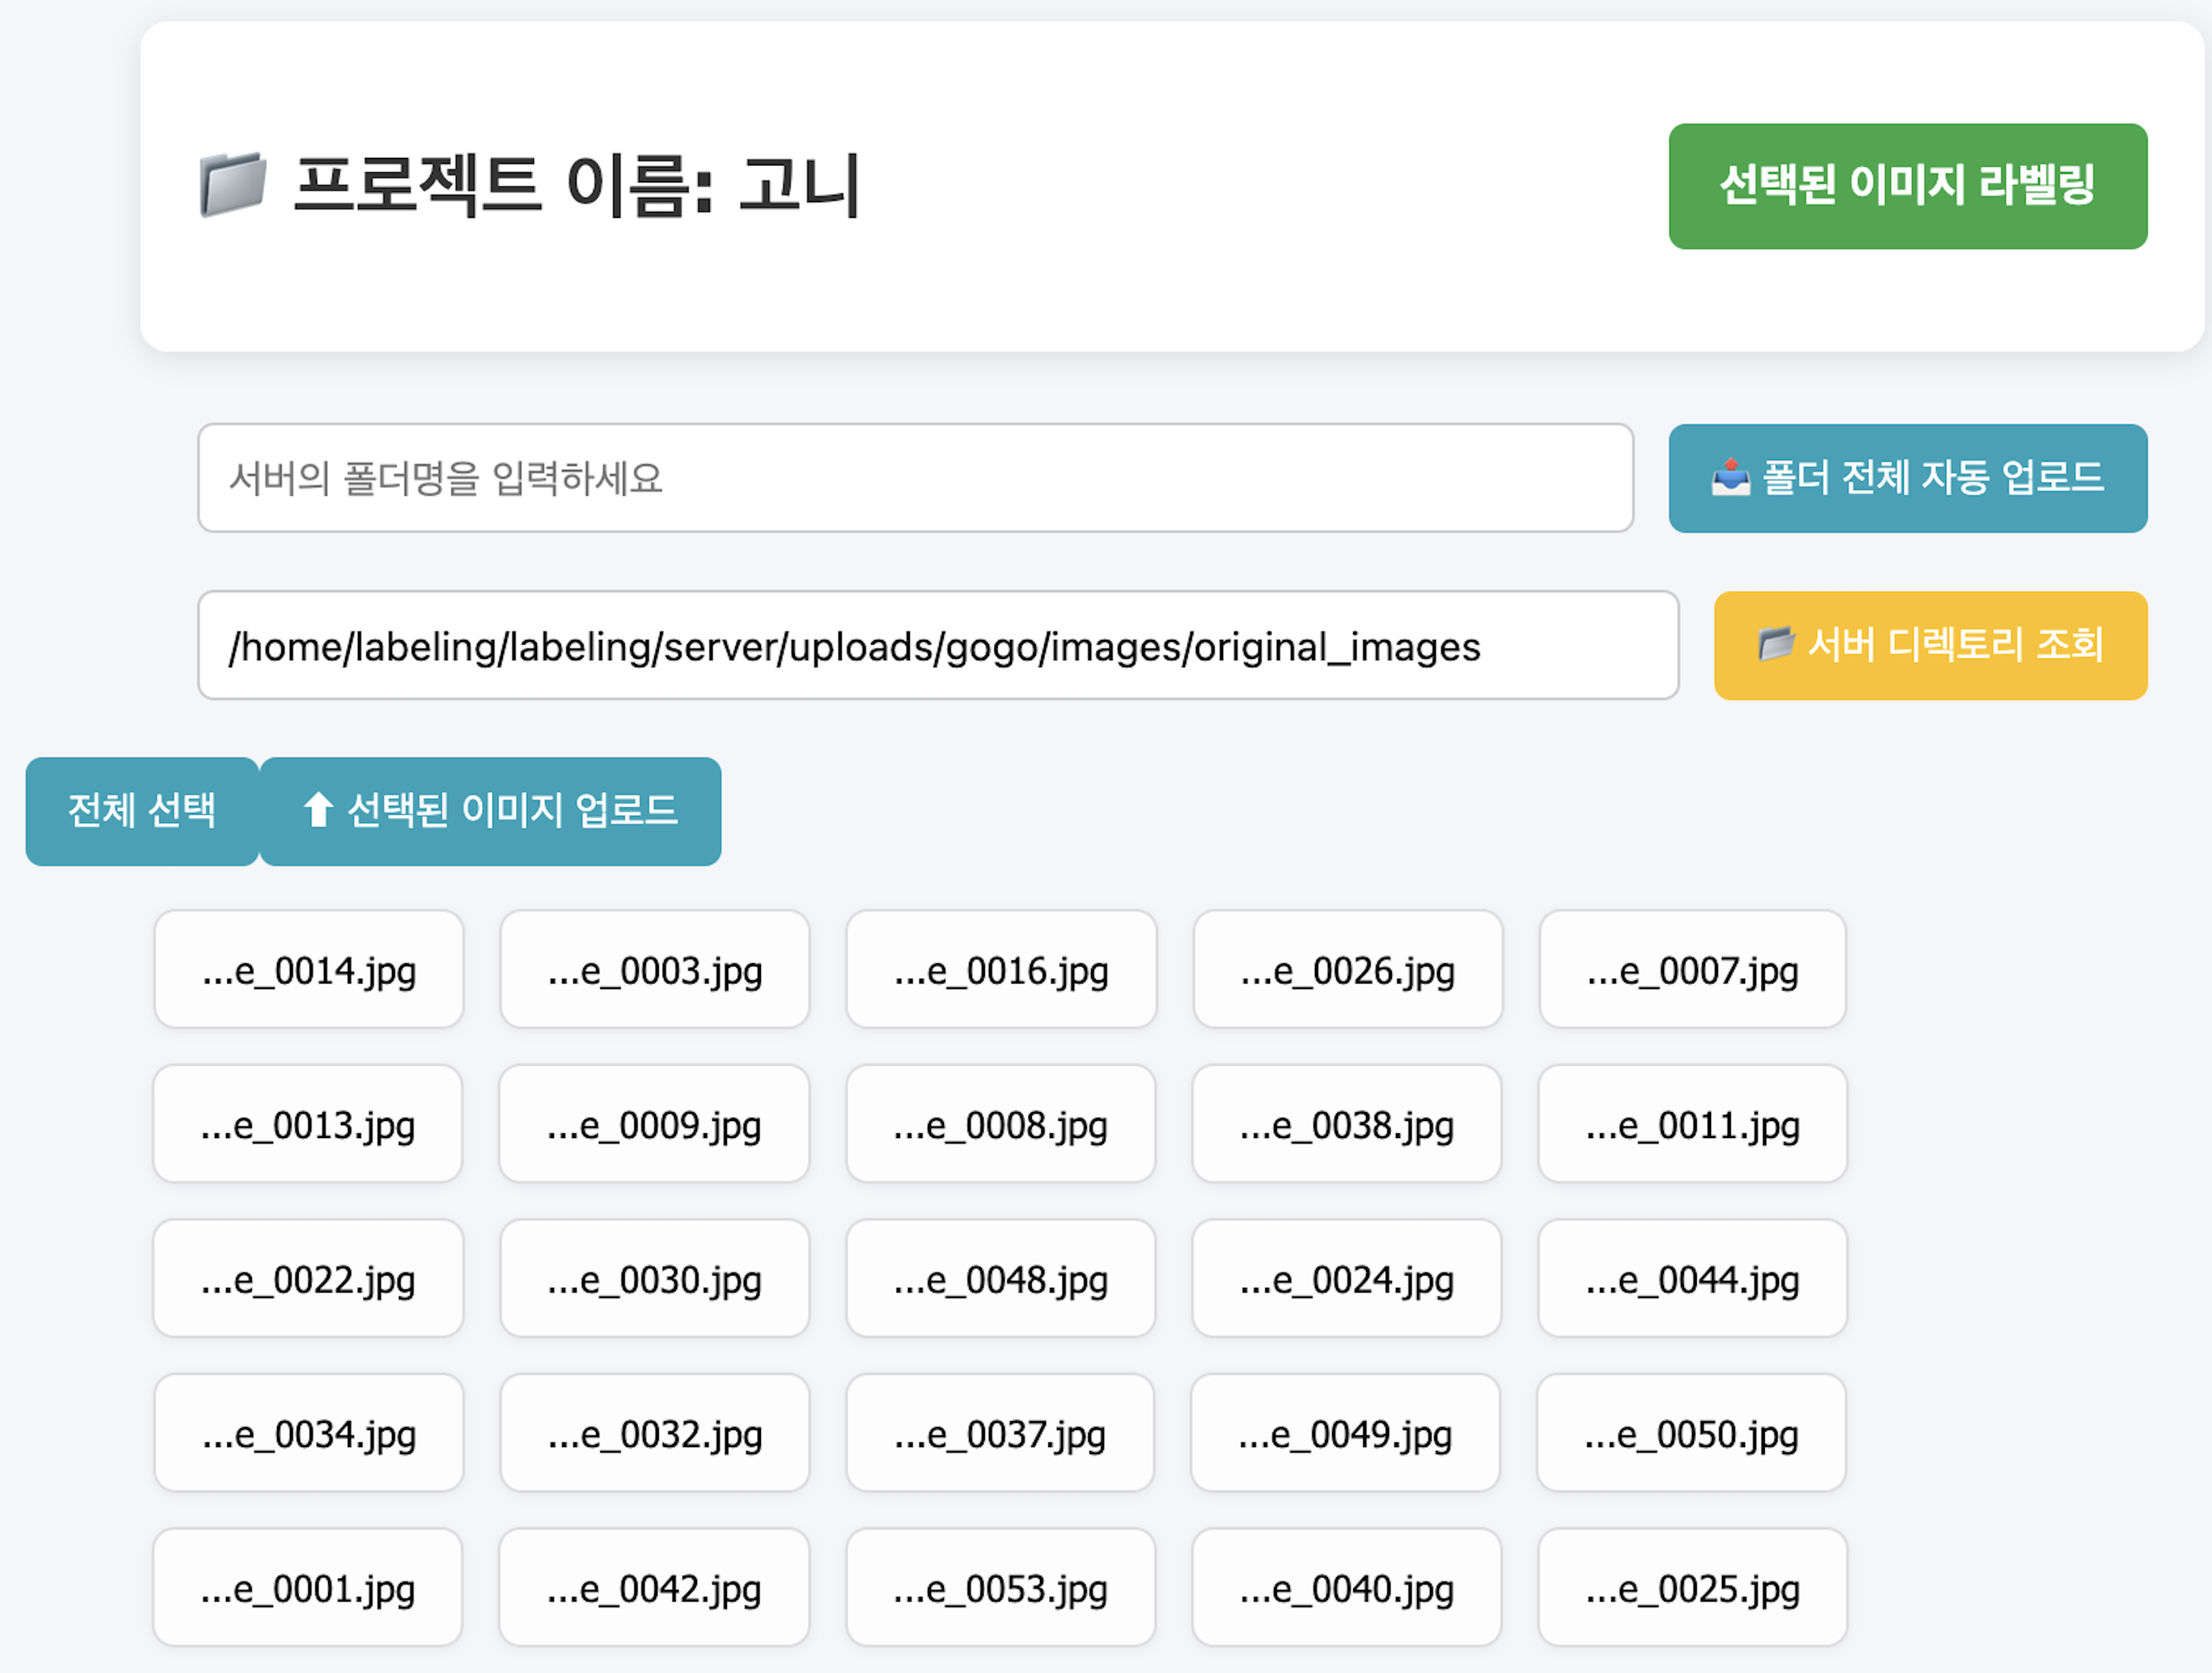 📁 프로젝트 이름: 고니
선택된 이미지 라벨링
서버의 폴더명을 입력하세요
📤 폴더 전체 자동 업로드
/home/labeling/labeling/server/uploads/gogo/images/original_images
📂 서버 디렉토리 조회
전체 선택
⬆ 선택된 이미지 업로드
...e_0014.jpg ...e_0003.jpg ...e_0016.jpg ...e_0026.jpg ...e_0007.jpg
...e_0013.jpg ...e_0009.jpg ...e_0008.jpg ...e_0038.jpg ...e_0011.jpg
...e_0022.jpg ...e_0030.jpg ...e_0048.jpg ...e_0024.jpg ...e_0044.jpg
...e_0034.jpg ...e_0032.jpg ...e_0037.jpg ...e_0049.jpg ...e_0050.jpg
...e_0001.jpg ...e_0042.jpg ...e_0053.jpg ...e_0040.jpg ...e_0025.jpg